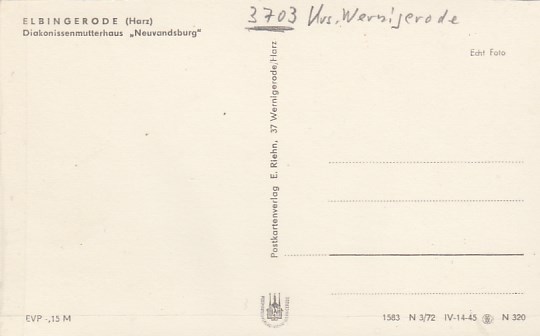 ELBINGERODE (Harz)
Diakonissenmutterhaus „Neuvandsburg"
3703 Krs. Wernigerode
Echt Foto
Postkartenverlag E. Riehn, 37 Wernigerode/Harz
EVP -,15 M
1583 N 3/72 IV-14-45 N 320